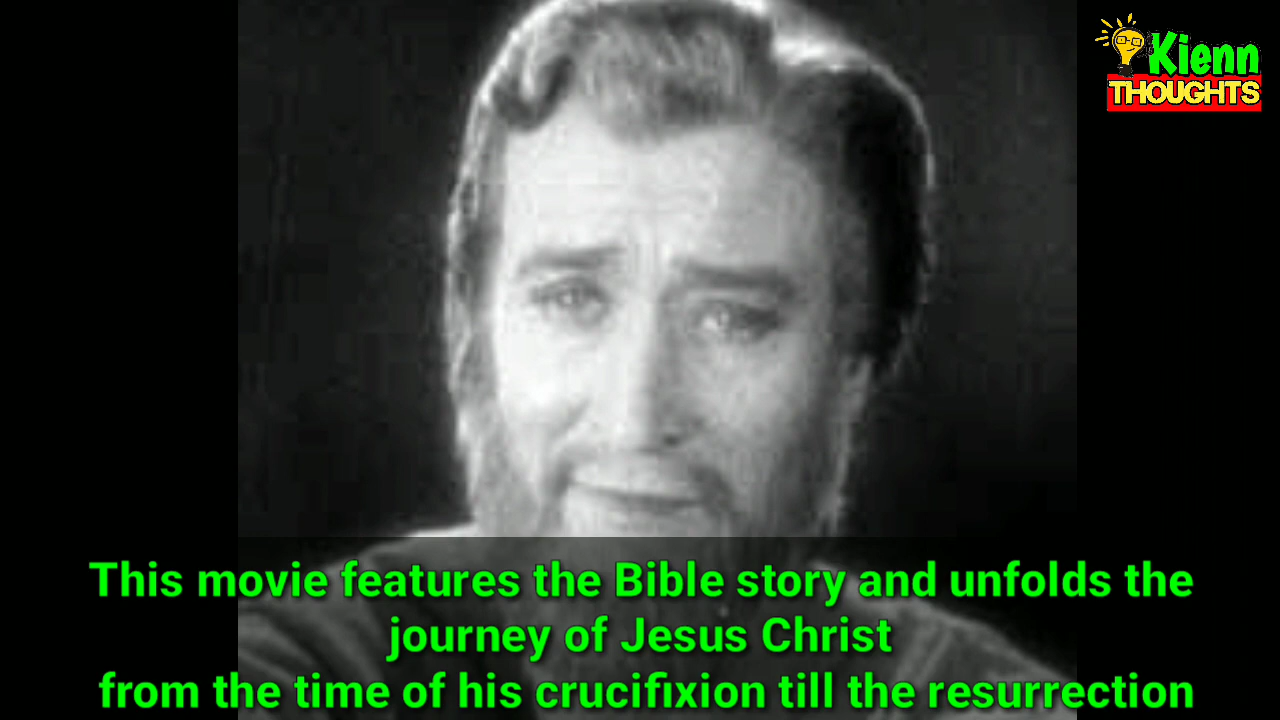 Kienn
THOUGHTS
This movie features the Bible story and unfolds the
journey of Jesus Christ
from the time of his crucifixion till the resurrection